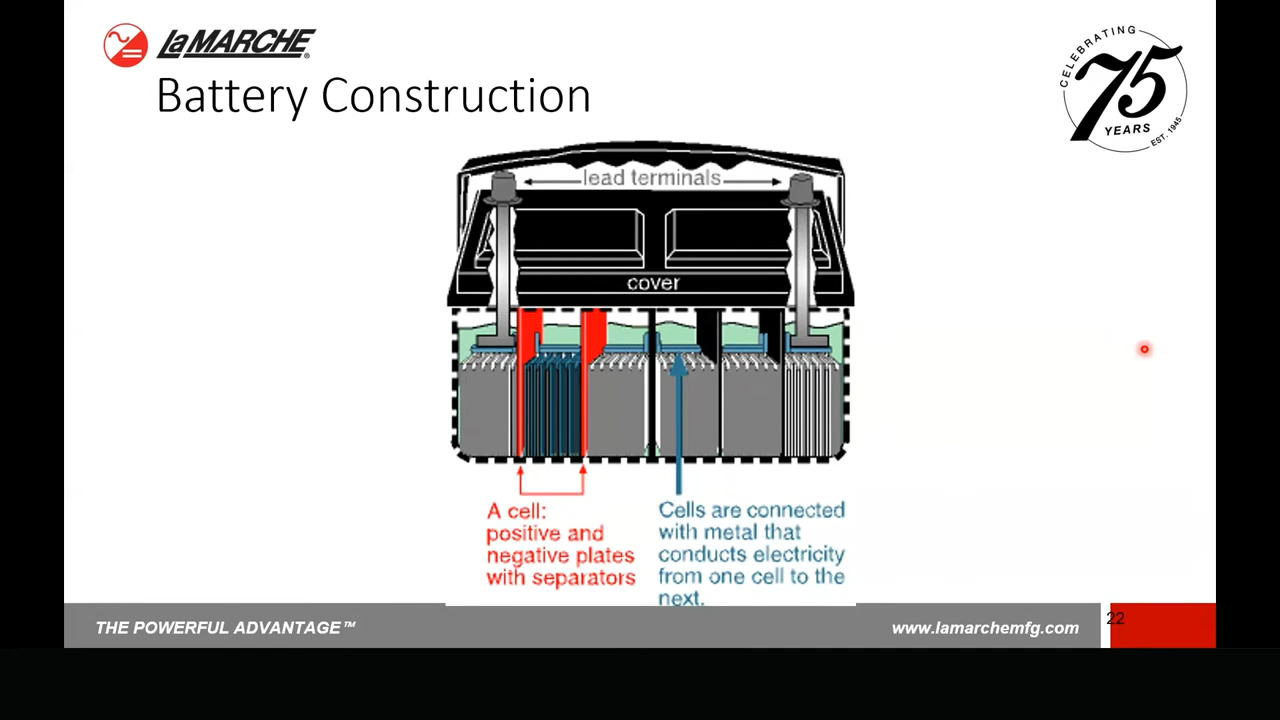 LaMARCHE®
CELEBRATING
75
YEARS
EST. 1945
Battery Construction
lead terminals
cover
A cell:
positive and
negative plates
with separators
Cells are connected
with metal that
conducts electricity
from one cell to the
next.
THE POWERFUL ADVANTAGE™
www.lamarchemfg.com
22